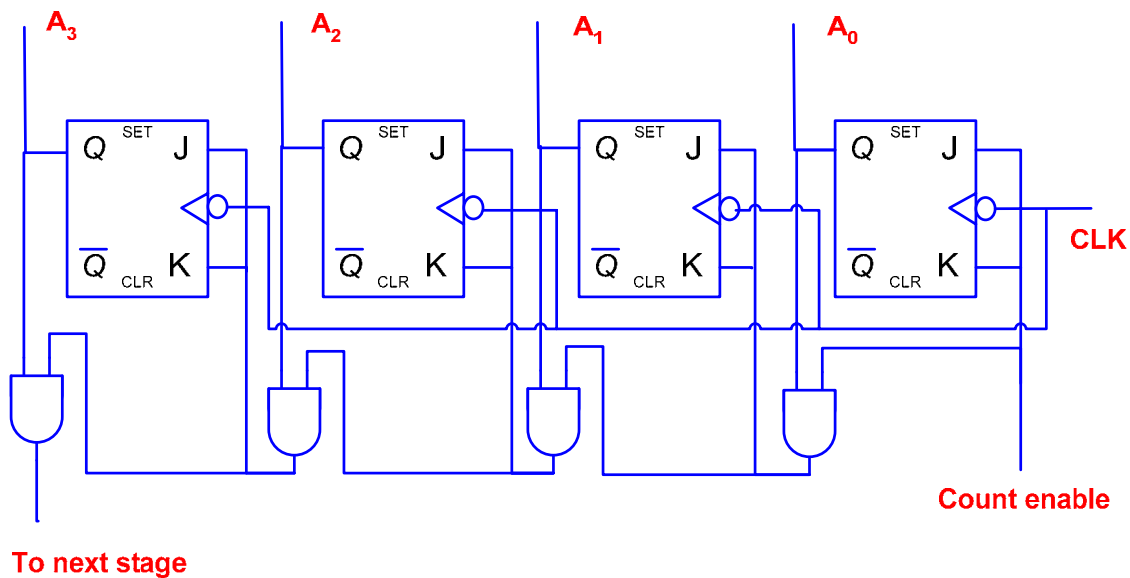 A3 A2 A1 A0
SET SET SET SET
Q J Q J Q J Q J
CLK
Q̅ K Q̅ K Q̅ K Q̅ K
CLR CLR CLR CLR
Count enable
To next stage